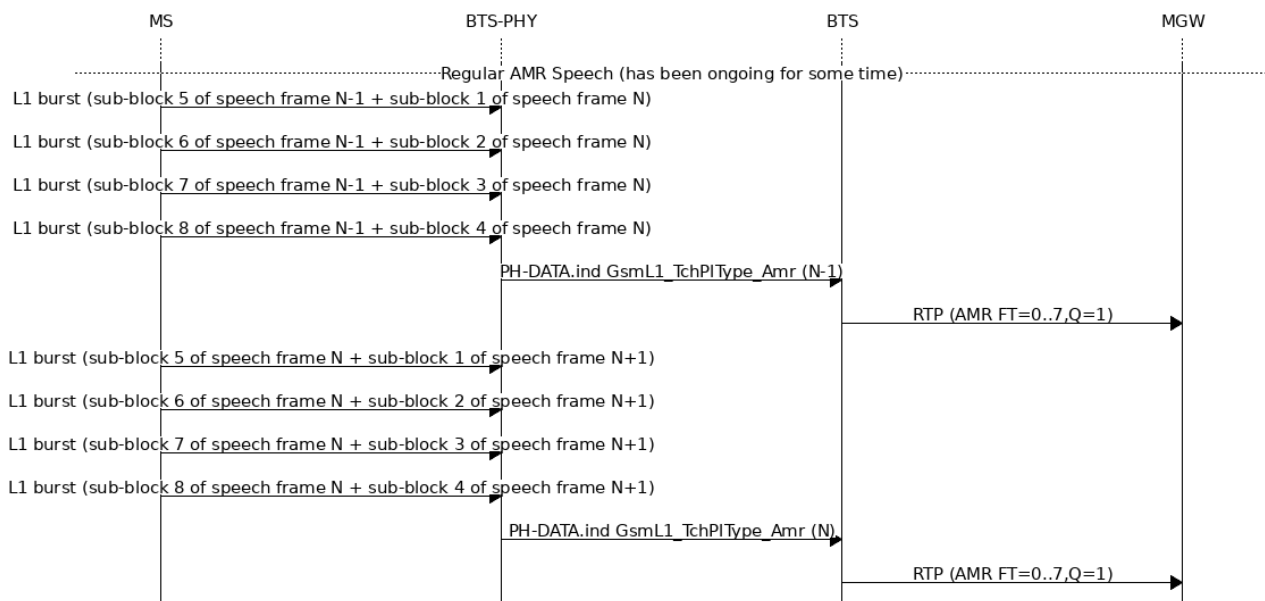 MS BTS-PHY BTS MGW
Regular AMR Speech (has been ongoing for some time)
L1 burst (sub-block 5 of speech frame N-1 + sub-block 1 of speech frame N)
L1 burst (sub-block 6 of speech frame N-1 + sub-block 2 of speech frame N)
L1 burst (sub-block 7 of speech frame N-1 + sub-block 3 of speech frame N)
L1 burst (sub-block 8 of speech frame N-1 + sub-block 4 of speech frame N)
PH-DATA.ind GsmL1_TchPlType_Amr (N-1)
RTP (AMR FT=0..7,Q=1)
L1 burst (sub-block 5 of speech frame N + sub-block 1 of speech frame N+1)
L1 burst (sub-block 6 of speech frame N + sub-block 2 of speech frame N+1)
L1 burst (sub-block 7 of speech frame N + sub-block 3 of speech frame N+1)
L1 burst (sub-block 8 of speech frame N + sub-block 4 of speech frame N+1)
PH-DATA.ind GsmL1_TchPlType_Amr (N)
RTP (AMR FT=0..7,Q=1)